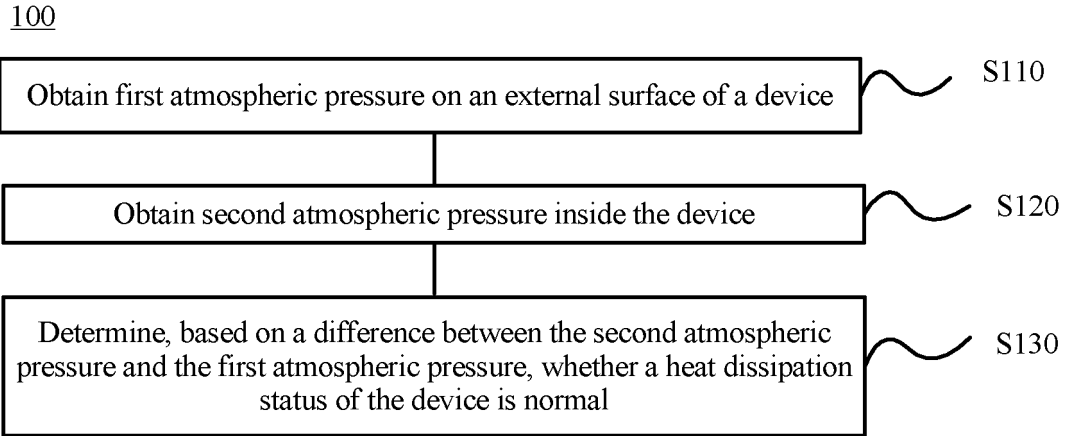 100
Obtain first atmospheric pressure on an external surface of a device
S110
Obtain second atmospheric pressure inside the device
S120
Determine, based on a difference between the second atmospheric
pressure and the first atmospheric pressure, whether a heat dissipation
status of the device is normal
S130